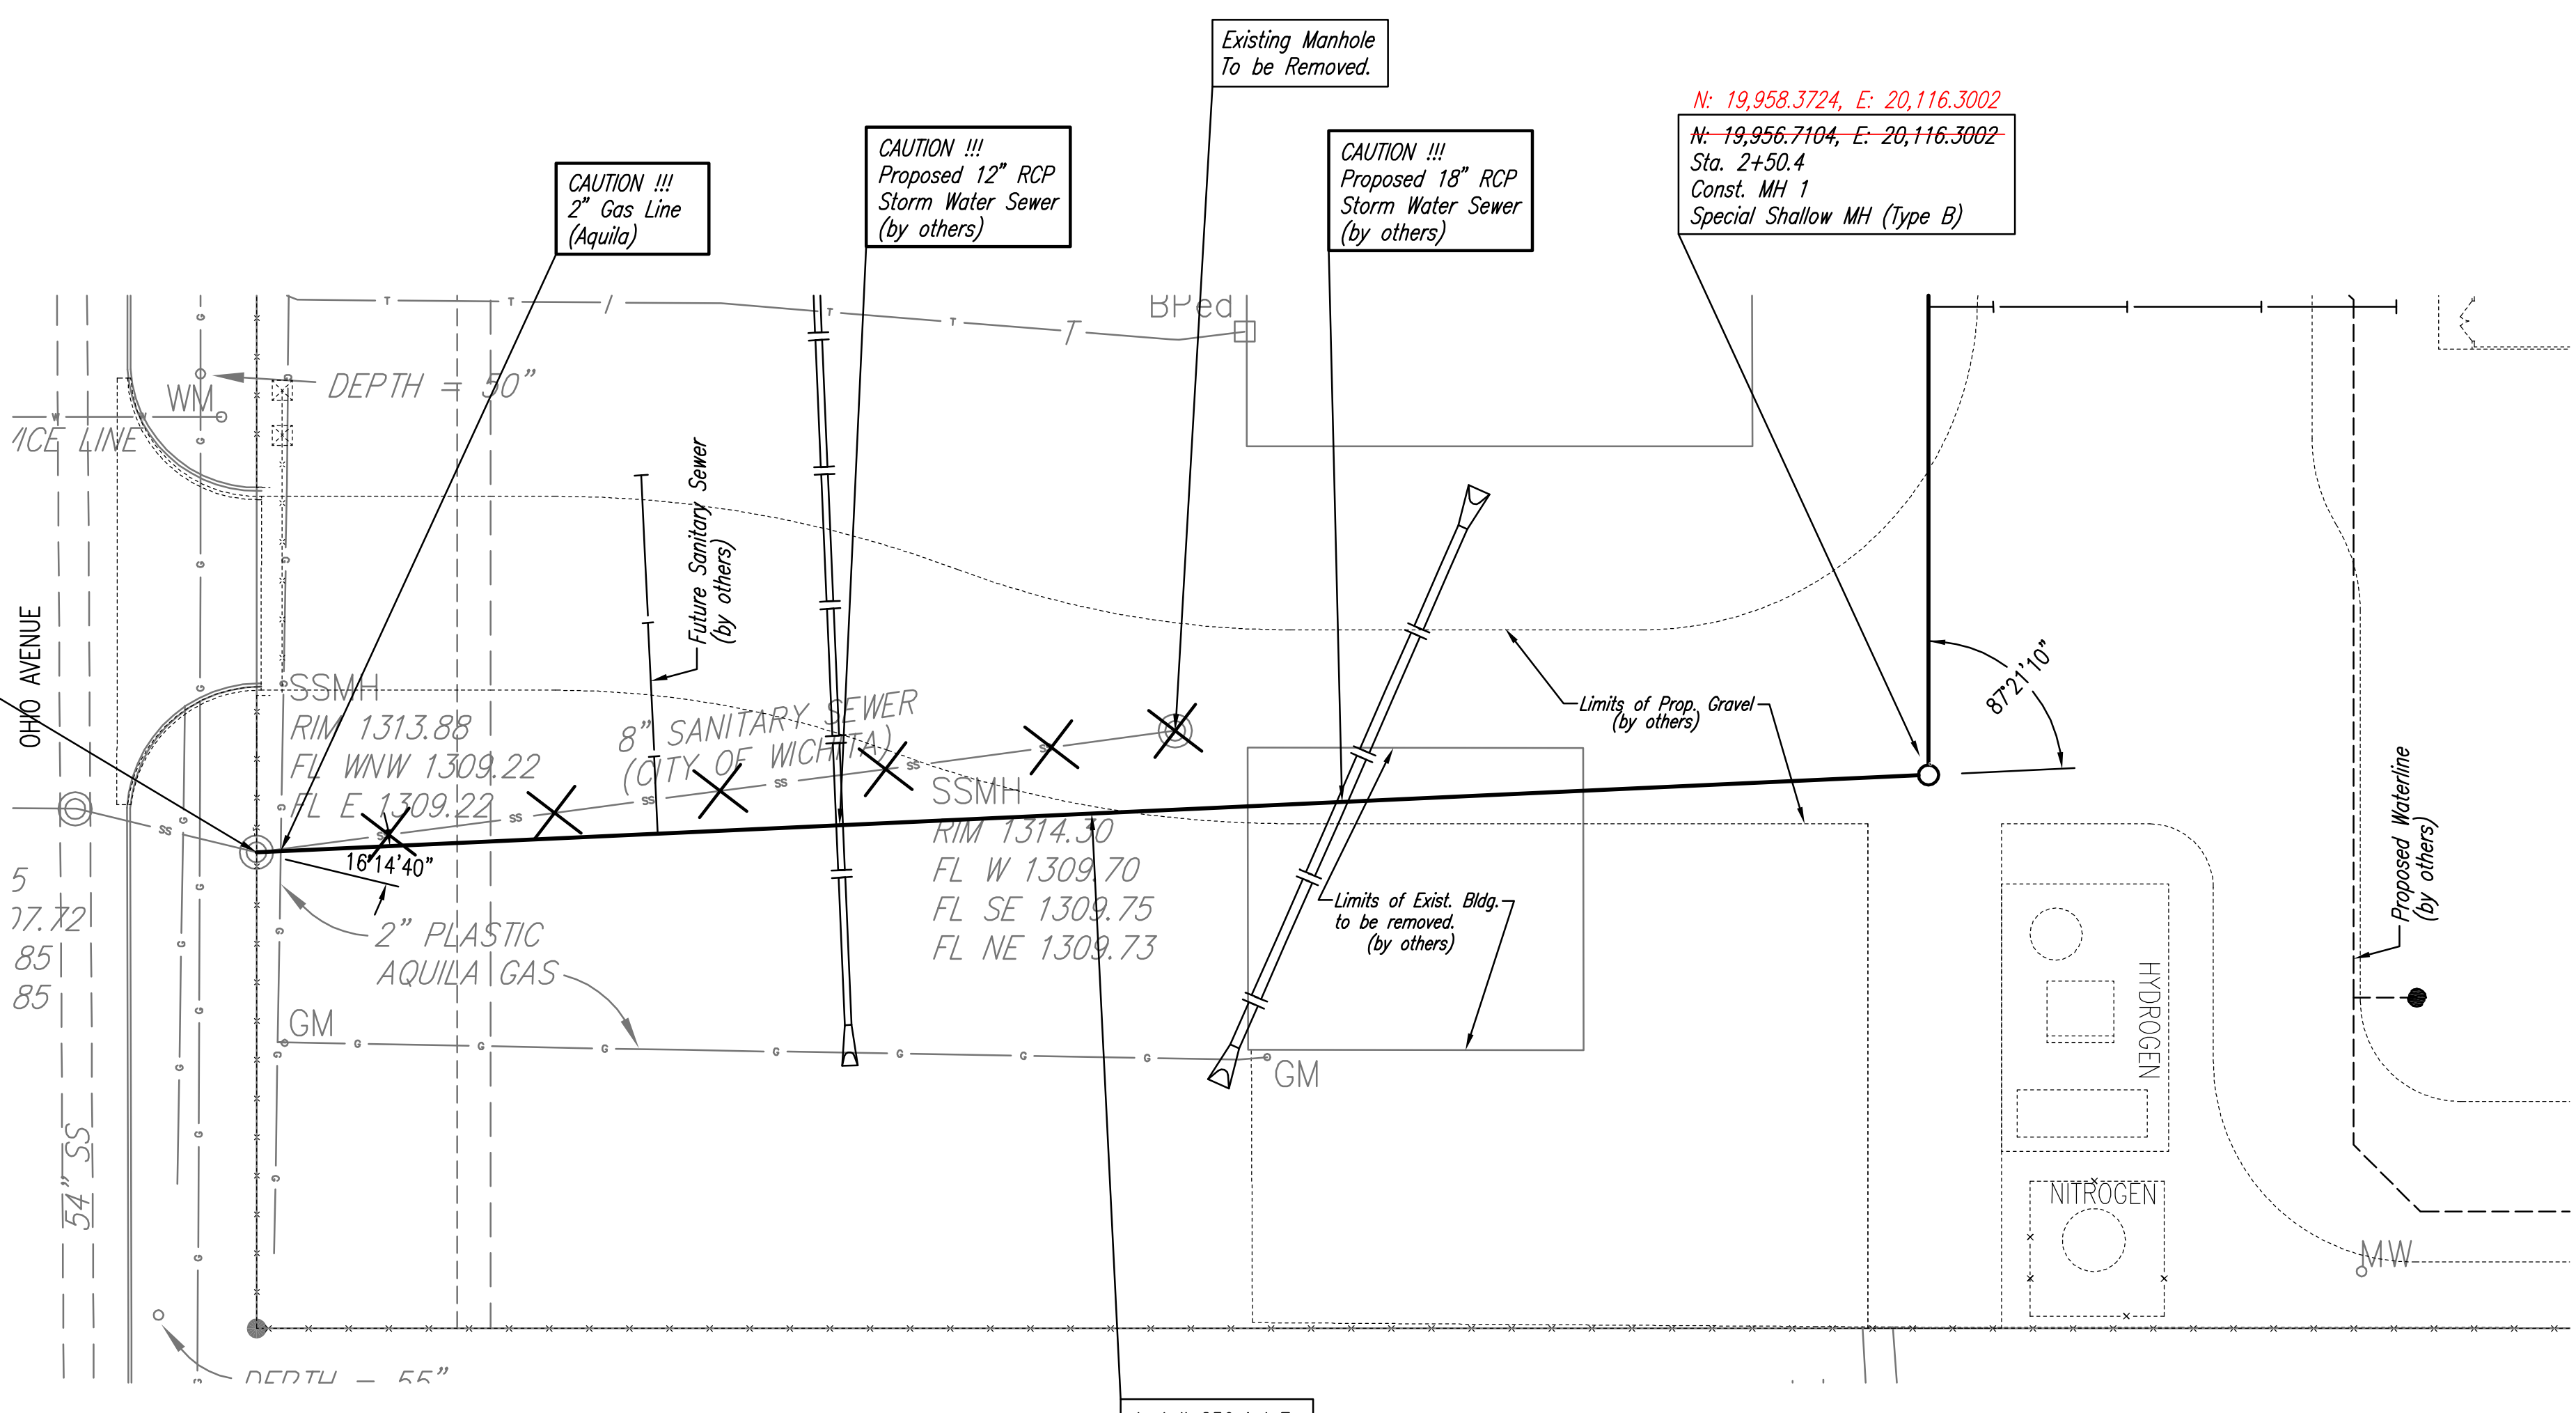 Existing Manhole
To be Removed.
N: 19,958.3724, E: 20,116.3002
N: 19,956.7104, E: 20,116.3002
Sta. 2+50.4
Const. MH 1
Special Shallow MH (Type B)
CAUTION !!!
2" Gas Line
(Aquila)
CAUTION !!!
Proposed 12" RCP
Storm Water Sewer
(by others)
CAUTION !!!
Proposed 18" RCP
Storm Water Sewer
(by others)
BPed
DEPTH = 50"
WM
LINE
OHIO AVENUE
Future Sanitary Sewer
(by others)
SSMH
RIM 1313.88
FL WNW 1309.22
FL E 1309.22
8" SANITARY SEWER
(CITY OF WICHITA)
16°14'40"
SSMH
RIM 1314.30
FL W 1309.70
FL SE 1309.75
FL NE 1309.73
Limits of Prop. Gravel
(by others)
87°21'10"
Limits of Exist. Bldg.
to be removed.
(by others)
Proposed Waterline
(by others)
5
07.72
85
85
2" PLASTIC
AQUILA GAS
GM
GM
HYDROGEN
NITROGEN
MW
54" SS
DEPTH = 55"